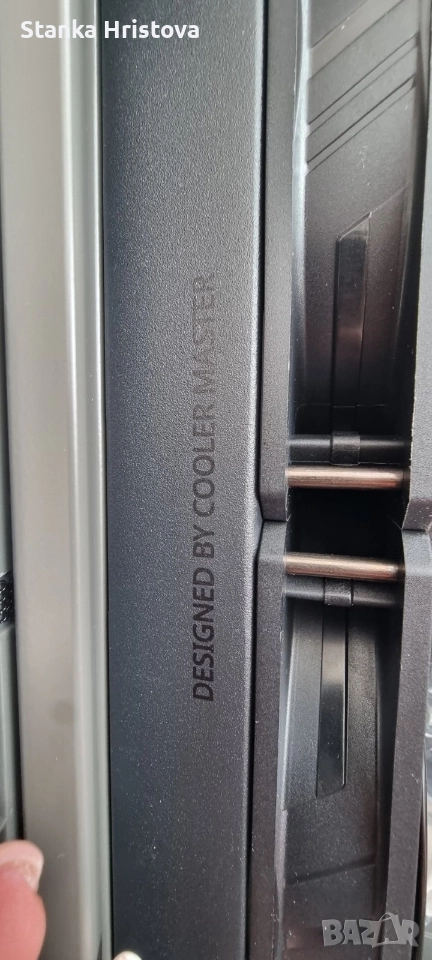 Stanka Hristova
DESIGNED BY COOLER MASTER
BAZAR